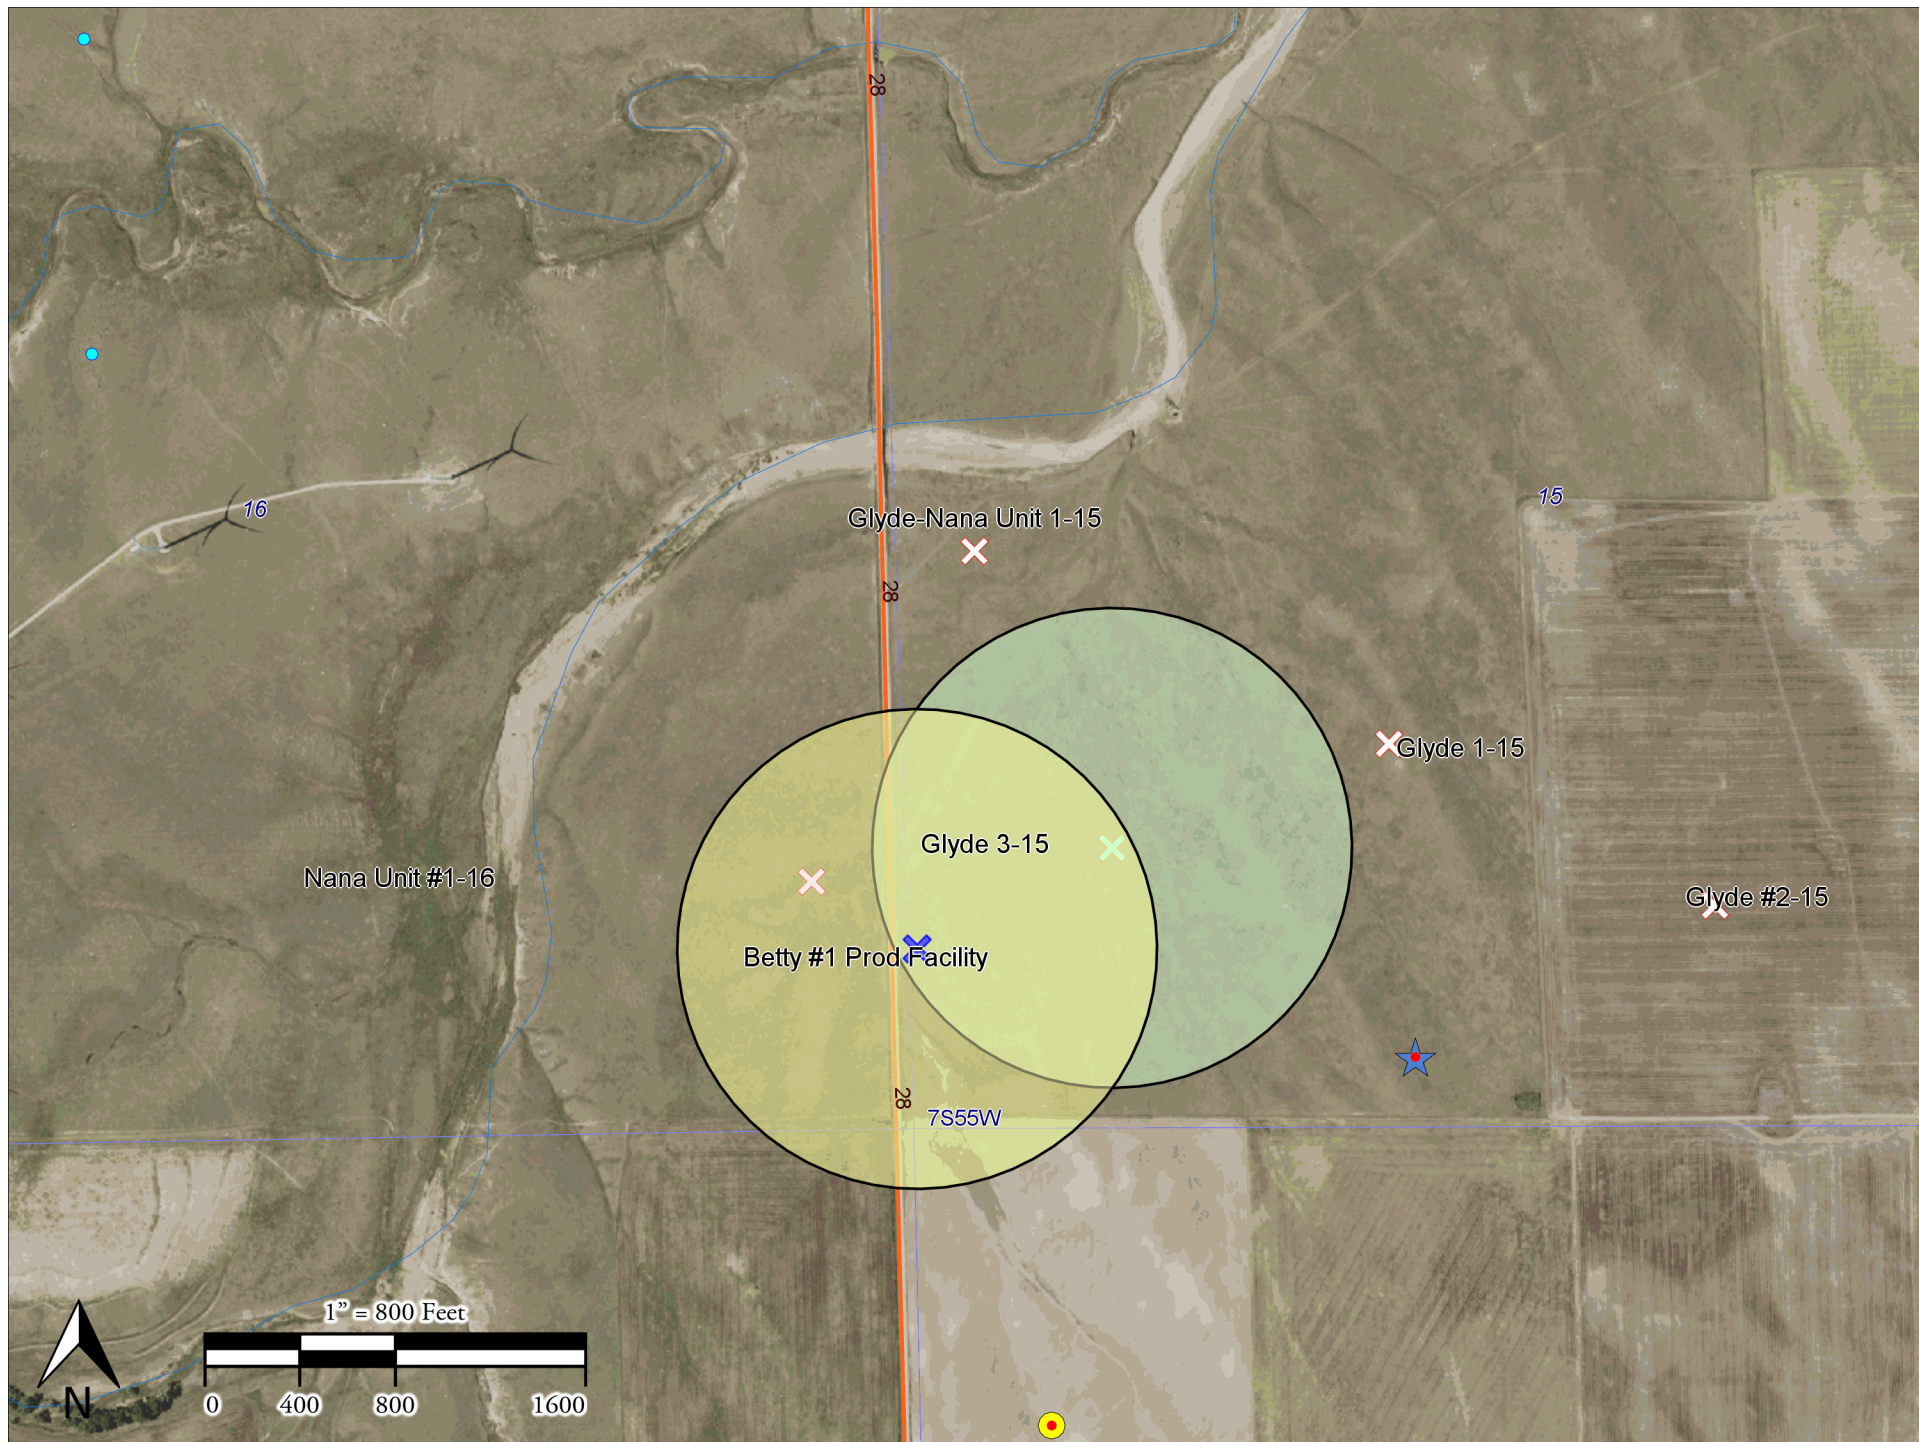 28
16
15
Glyde-Nana Unit 1-15
28
Glyde 1-15
Glyde 3-15
Nana Unit #1-16
Glyde #2-15
Betty #1 Prod Facility
28
7S55W
1” = 800 Feet
0 400 800 1600
N